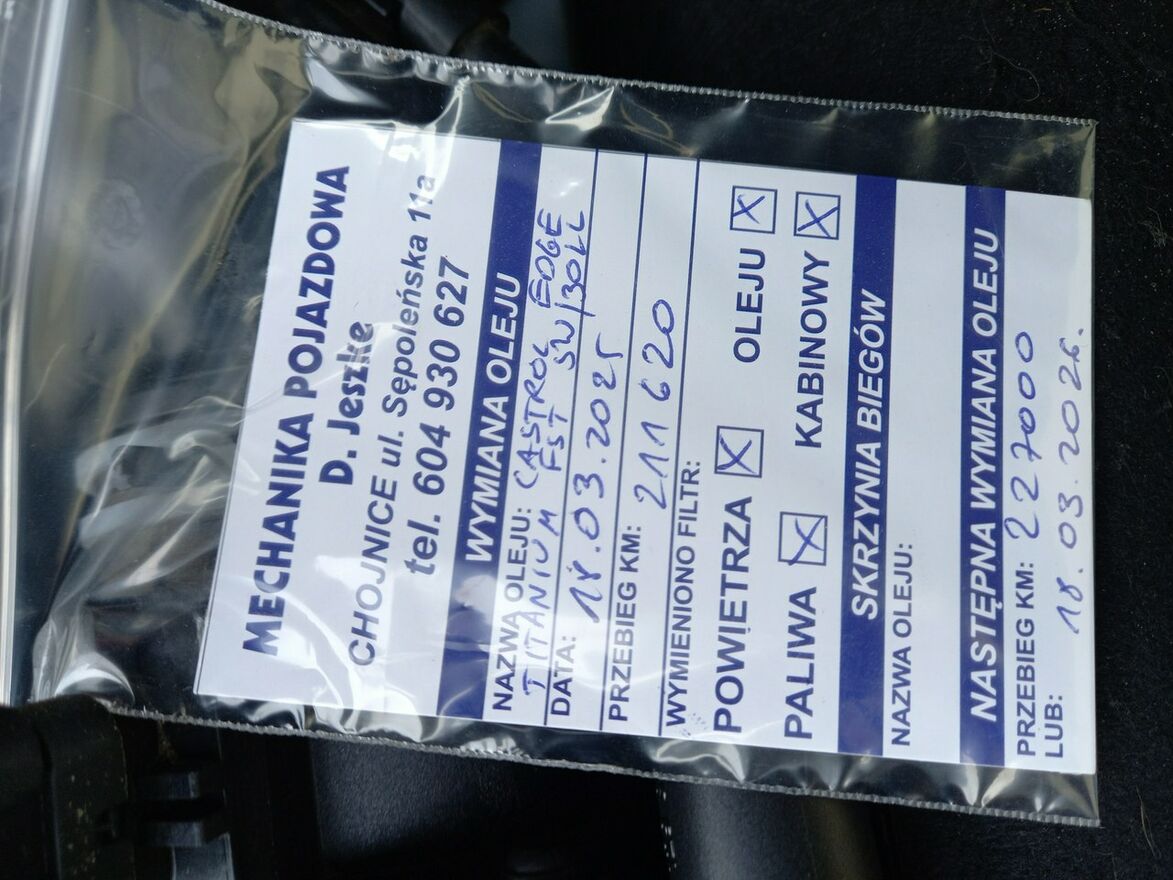 MECHANIKA POJAZDOWA
D. Jeszke
CHOJNICE ul. Sępoleńska 11a
tel. 604 930 627
WYMIANA OLEJU
NAZWA OLEJU: CASTROL EDGE
TITANIUM FST 5W/30LL
DATA: 18.03.2025
PRZEBIEG KM: 211 620
WYMIENIONO FILTR:
POWIETRZA X OLEJU X
PALIWA X KABINOWY X
SKRZYNIA BIEGÓW
NAZWA OLEJU:
NASTĘPNA WYMIANA OLEJU
PRZEBIEG KM: 227000
LUB: 18.03.2026.